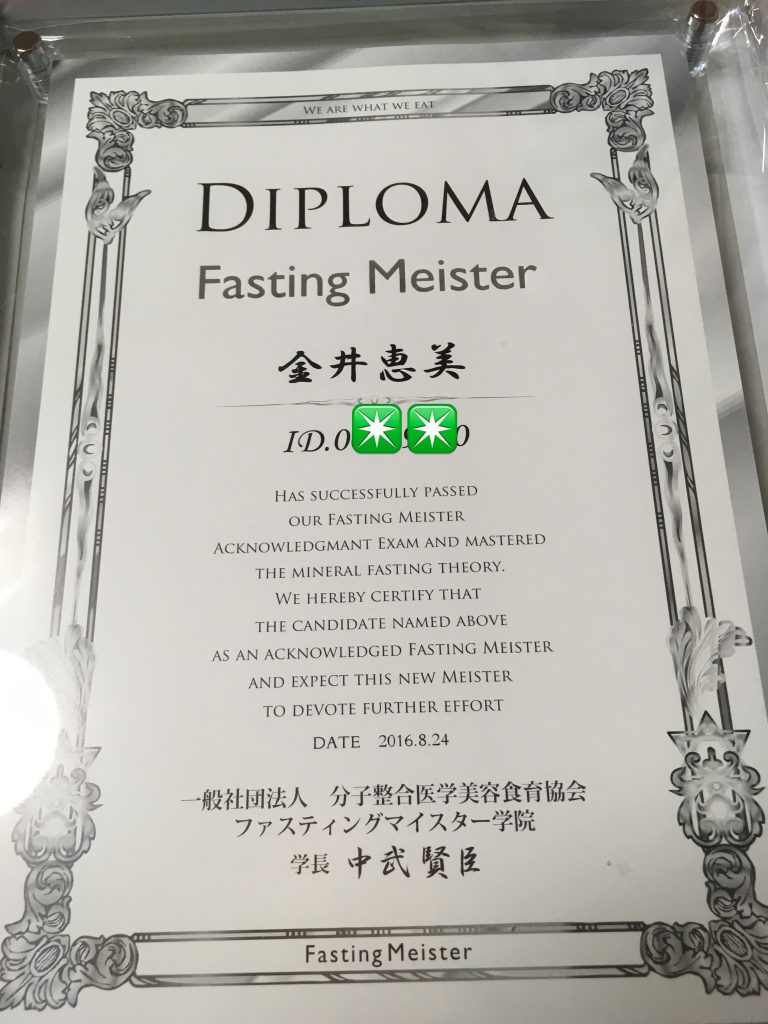 WE ARE WHAT WE EAT
DIPLOMA
Fasting Meister
金井恵美
ID.0 0
HAS SUCCESSFULLY PASSED
OUR FASTING MEISTER
ACKNOWLEDGMANT EXAM AND MASTERED
THE MINERAL FASTING THEORY.
WE HEREBY CERTIFY THAT
THE CANDIDATE NAMED ABOVE
AS AN ACKNOWLEDGED FASTING MEISTER
AND EXPECT THIS NEW MEISTER
TO DEVOTE FURTHER EFFORT
DATE 2016.8.24
一般社団法人 分子整合医学美容食育協会
ファスティングマイスター学院
学長 中武賢臣
Fasting Meister